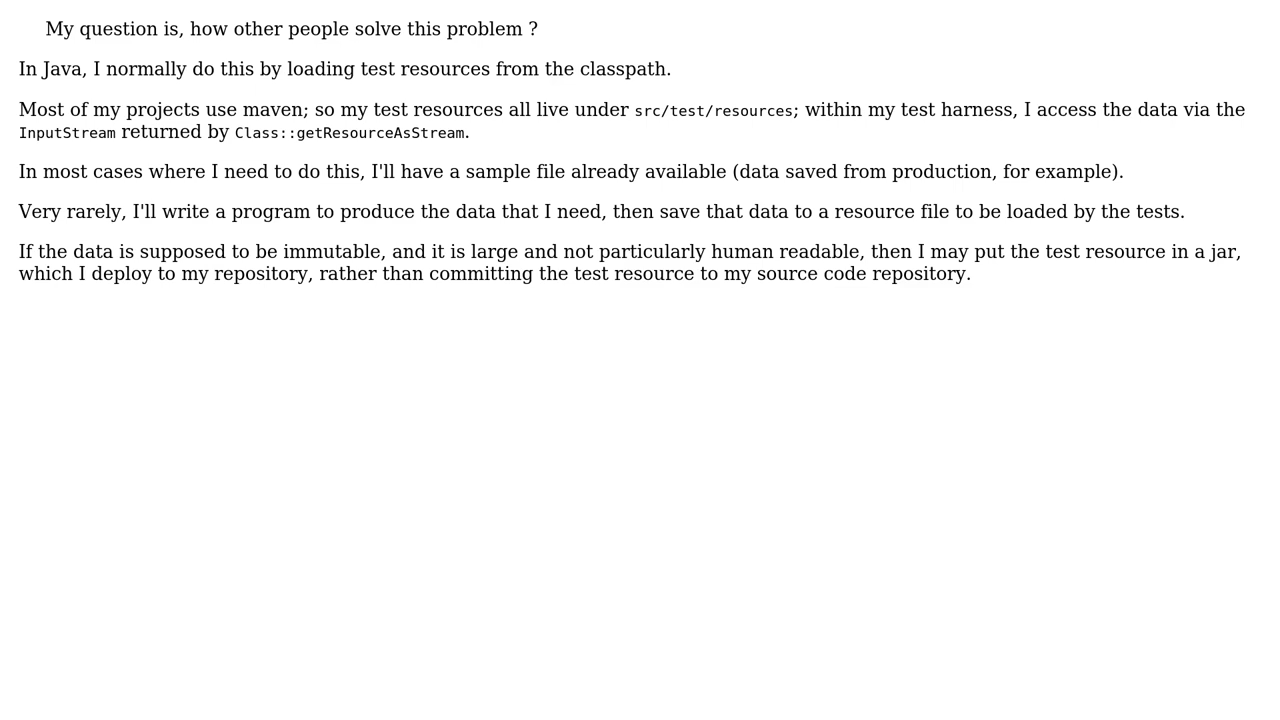 My question is, how other people solve this problem ?
In Java, I normally do this by loading test resources from the classpath.
Most of my projects use maven; so my test resources all live under src/test/resources; within my test harness, I access the data via the
InputStream returned by Class::getResourceAsStream.
In most cases where I need to do this, I'll have a sample file already available (data saved from production, for example).
Very rarely, I'll write a program to produce the data that I need, then save that data to a resource file to be loaded by the tests.
If the data is supposed to be immutable, and it is large and not particularly human readable, then I may put the test resource in a jar,
which I deploy to my repository, rather than committing the test resource to my source code repository.